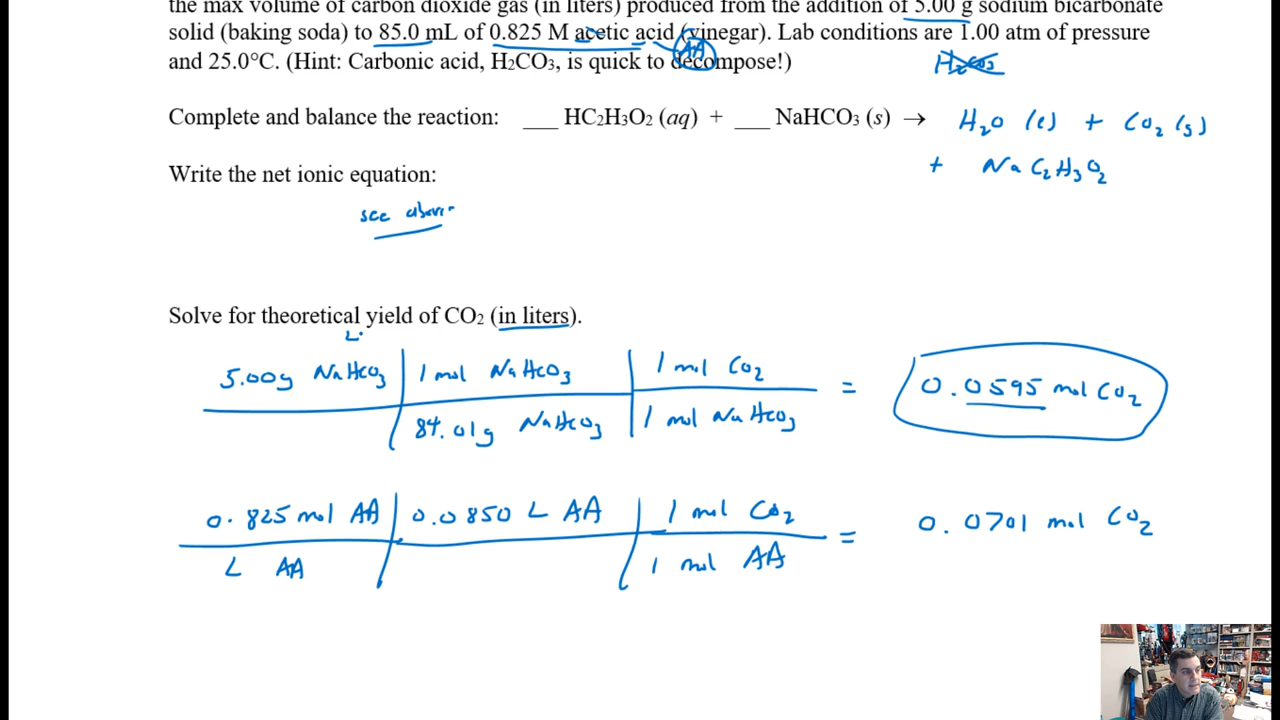 the max volume of carbon dioxide gas (in liters) produced from the addition of 5.00 g sodium bicarbonate
solid (baking soda) to 85.0 mL of 0.825 M acetic acid (vinegar). Lab conditions are 1.00 atm of pressure
AA
and 25.0°C. (Hint: Carbonic acid, H₂CO₃, is quick to decompose!)
H₂CO₃
Complete and balance the reaction: ___ HC₂H₃O₂ (aq) + ___ NaHCO₃ (s) → H₂O (l) + CO₂ (g)
+ NaC₂H₃O₂
Write the net ionic equation:
see above
Solve for theoretical yield of CO₂ (in liters).
L.
5.00g NaHCO₃ | 1 mol NaHCO₃ | 1 mol CO₂ = 0.0595 mol CO₂
84.01g NaHCO₃ | 1 mol NaHCO₃
0.825 mol AA | 0.0850 L AA | 1 mol CO₂ = 0.0701 mol CO₂
L AA | 1 mol AA